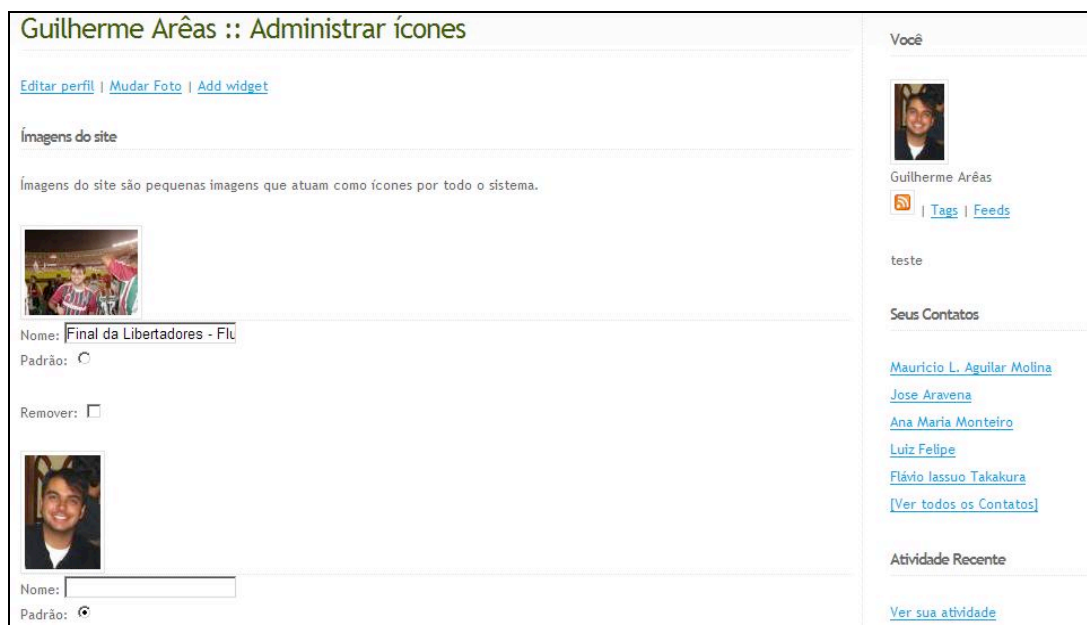 Guilherme Arêas :: Administrar ícones
Editar perfil | Mudar Foto | Add widget
Ímagens do site
Ímagens do site são pequenas imagens que atuam como ícones por todo o sistema.
Nome: Final da Libertadores - Flu
Padrão:
Remover:
Nome:
Padrão:
Você
Guilherme Arêas
| Tags | Feeds
teste
Seus Contatos
Mauricio L. Aguilar Molina
Jose Aravena
Ana Maria Monteiro
Luiz Felipe
Flávio Iassuo Takakura
[Ver todos os Contatos]
Atividade Recente
Ver sua atividade